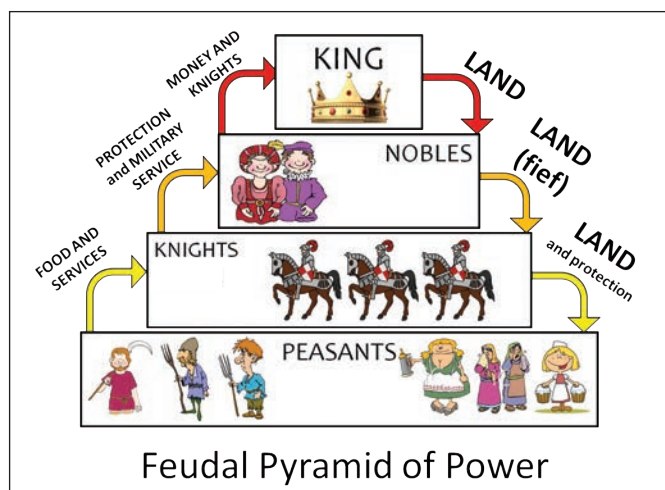 KING
MONEY AND
KNIGHTS
LAND
NOBLES
PROTECTION
and MILITARY
SERVICE
LAND
(fief)
KNIGHTS
FOOD AND
SERVICES
LAND
and protection
PEASANTS
Feudal Pyramid of Power